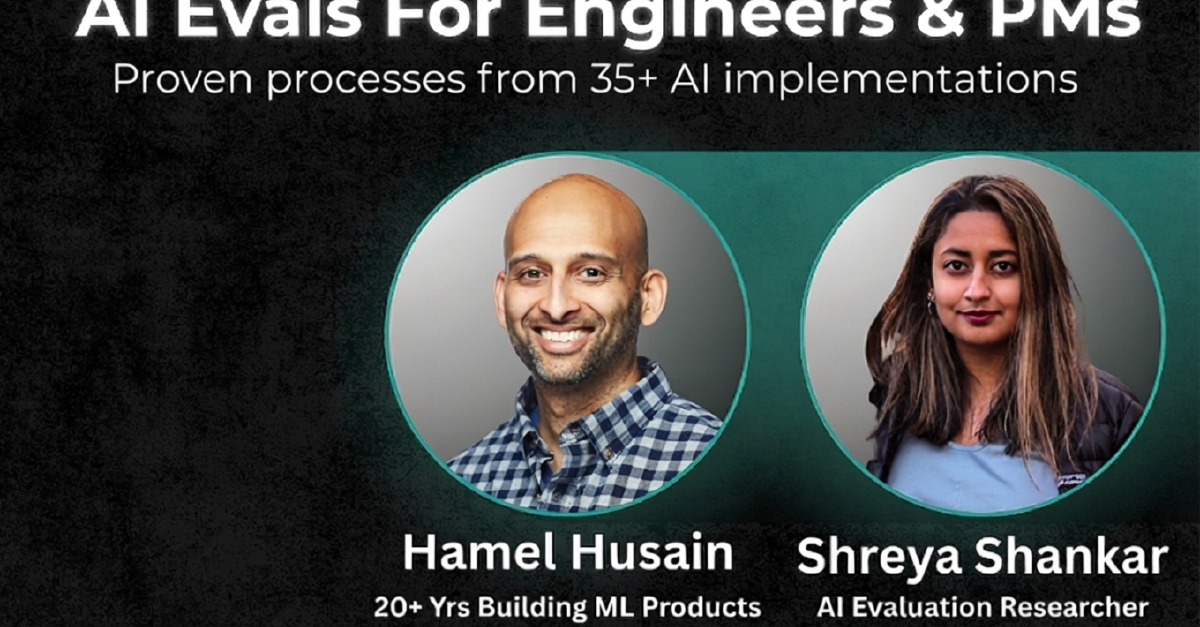 AI Evals For Engineers & PMs
Proven processes from 35+ AI implementations
Hamel Husain
20+ Yrs Building ML Products
Shreya Shankar
AI Evaluation Researcher